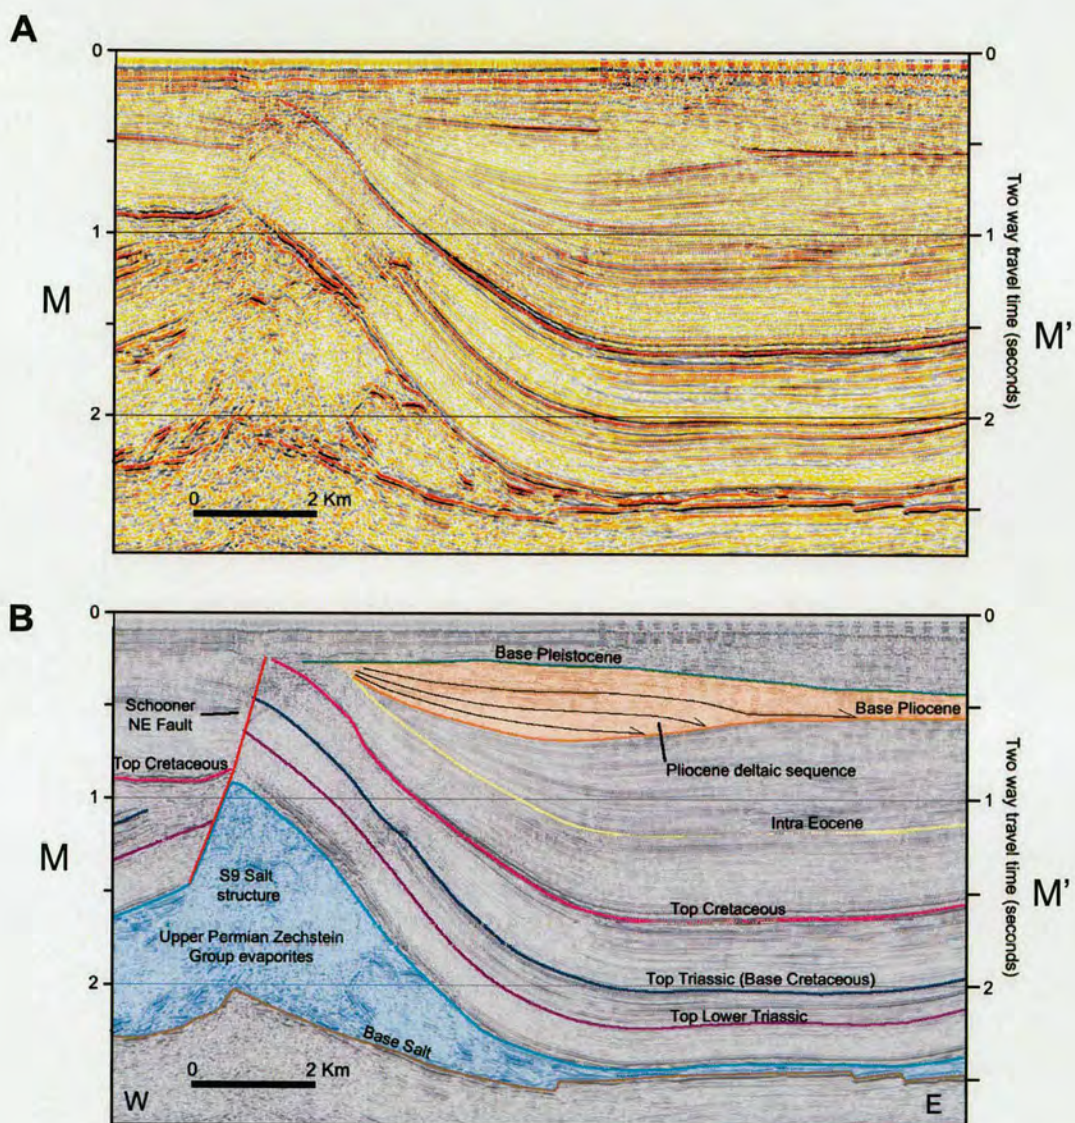 A
0
0
1
1
M
M'
2
2
0
2 Km
Two way travel time (seconds)
B
0
0
Base Pleistocene
Base Pliocene
Schooner
NE Fault
Pliocene deltaic sequence
Top Cretaceous
1
1
Intra Eocene
M
M'
S9 Salt
structure
Top Cretaceous
Upper Permian Zechstein
Group evaporites
Top Triassic (Base Cretaceous)
2
2
Top Lower Triassic
Base Salt
0
2 Km
W
E
Two way travel time (seconds)